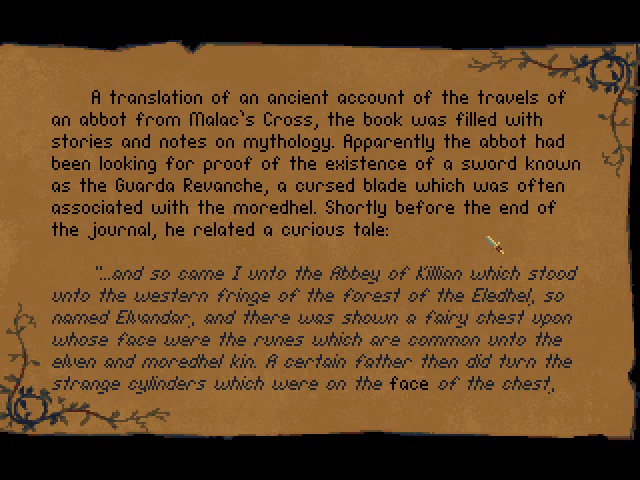 A translation of an ancient account of the travels of
an abbot from Malac's Cross, the book was filled with
stories and notes on mythology. Apparently the abbot had
been looking for proof of the existence of a sword known
as the Guarda Revanche, a cursed blade which was often
associated with the moredhel. Shortly before the end of
the journal, he related a curious tale:
"...and so came I unto the Abbey of Killian which stood
unto the western fringe of the forest of the Eledhel, so
named Elvandar, and there was shown a fairy chest upon
whose face were the runes which are common unto the
elven and moredhel kin. A certain father then did turn the
strange cylinders which were on the face of the chest,